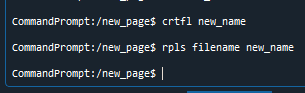 CommandPrompt:/new_page$ crtfl new_name
CommandPrompt:/new_page$ rpls filename new_name
CommandPrompt:/new_page$